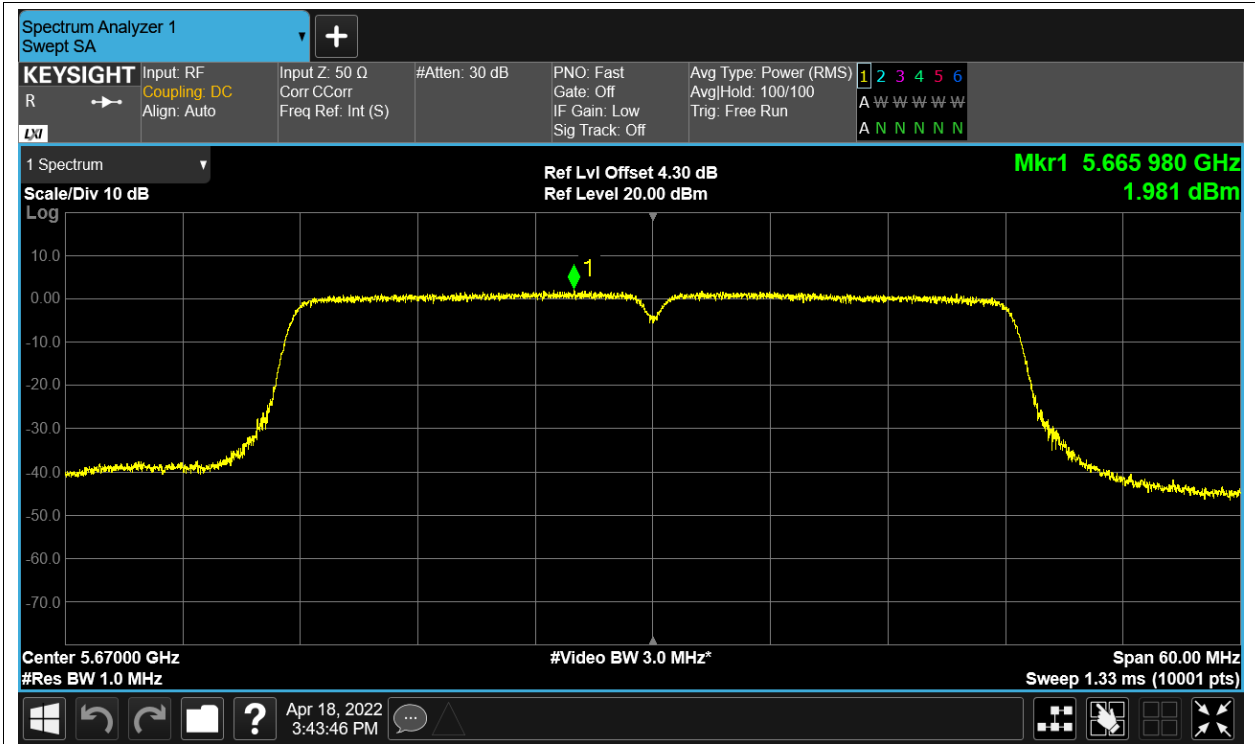 Spectrum Analyzer 1
Swept SA
KEYSIGHT
R
LXI
Input: RF
Coupling: DC
Align: Auto
Input Z: 50 Ω
Corr CCorr
Freq Ref: Int (S)
#Atten: 30 dB
PNO: Fast
Gate: Off
IF Gain: Low
Sig Track: Off
Avg Type: Power (RMS)
Avg|Hold: 100/100
Trig: Free Run
1 2 3 4 5 6
A W W W W W
A N N N N N
1 Spectrum
Scale/Div 10 dB
Log
Ref Lvl Offset 4.30 dB
Ref Level 20.00 dBm
Mkr1 5.665 980 GHz
1.981 dBm
1
10.0
0.00
-10.0
-20.0
-30.0
-40.0
-50.0
-60.0
-70.0
Center 5.67000 GHz
#Res BW 1.0 MHz
#Video BW 3.0 MHz*
Span 60.00 MHz
Sweep 1.33 ms (10001 pts)
?
Apr 18, 2022
3:43:46 PM